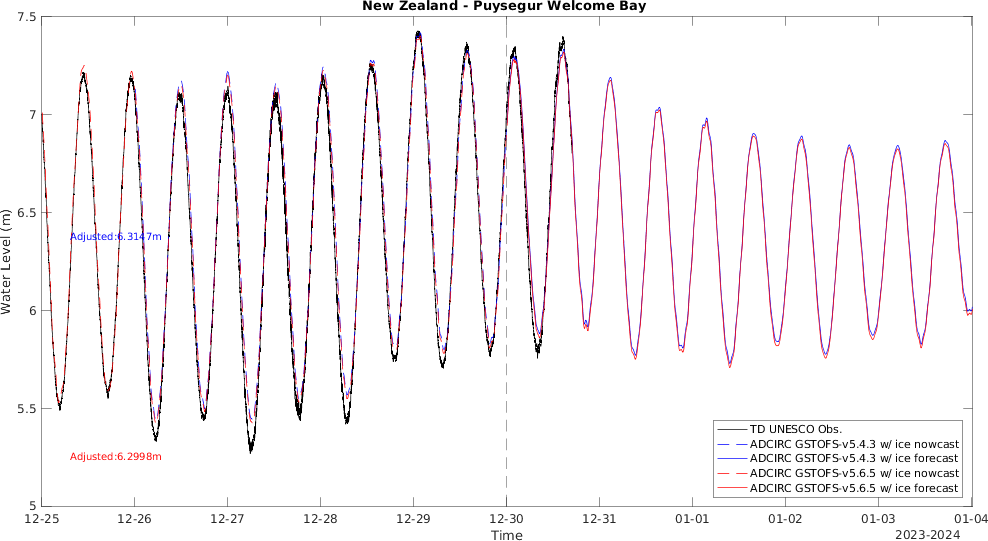 New Zealand - Puysegur Welcome Bay
Water Level (m)
7.5
7
6.5
6
5.5
5
Adjusted:6.3147m
Adjusted:6.2998m
TD UNESCO Obs.
ADCIRC GSTOFS-v5.4.3 w/ ice nowcast
ADCIRC GSTOFS-v5.4.3 w/ ice forecast
ADCIRC GSTOFS-v5.6.5 w/ ice nowcast
ADCIRC GSTOFS-v5.6.5 w/ ice forecast
12-25 12-26 12-27 12-28 12-29 12-30 12-31 01-01 01-02 01-03 01-04
Time
2023-2024